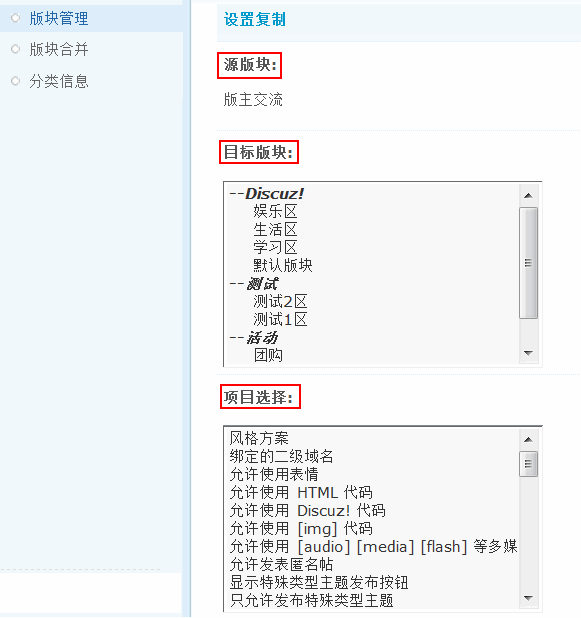 版块管理
版块合并
分类信息
设置复制
源版块:
版主交流
目标版块:
--Discuz!
娱乐区
生活区
学习区
默认版块
--测试
测试2区
测试1区
--活动
团购
项目选择:
风格方案
绑定的二级域名
允许使用表情
允许使用 HTML 代码
允许使用 Discuz! 代码
允许使用 [img] 代码
允许使用 [audio] [media] [flash] 等多媒
允许发表匿名帖
显示特殊类型主题发布按钮
只允许发布特殊类型主题